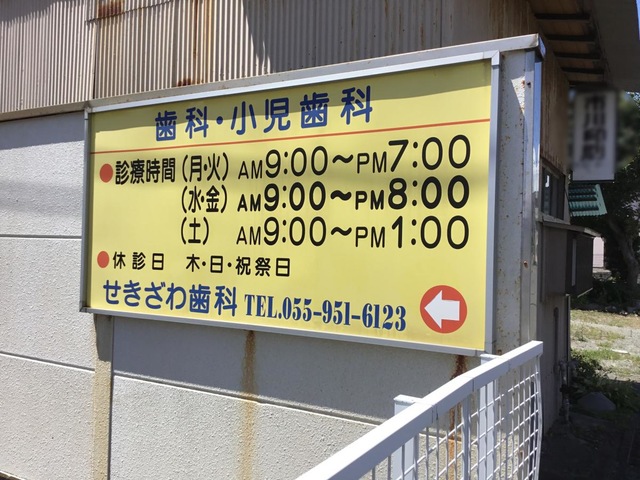 歯科・小児歯科
●診療時間(月・火) AM9:00〜PM7:00
(水・金) AM9:00〜PM8:00
(土) AM9:00〜PM1:00
●休診日 木・日・祝祭日
せきざわ歯科 TEL.055-951-6123